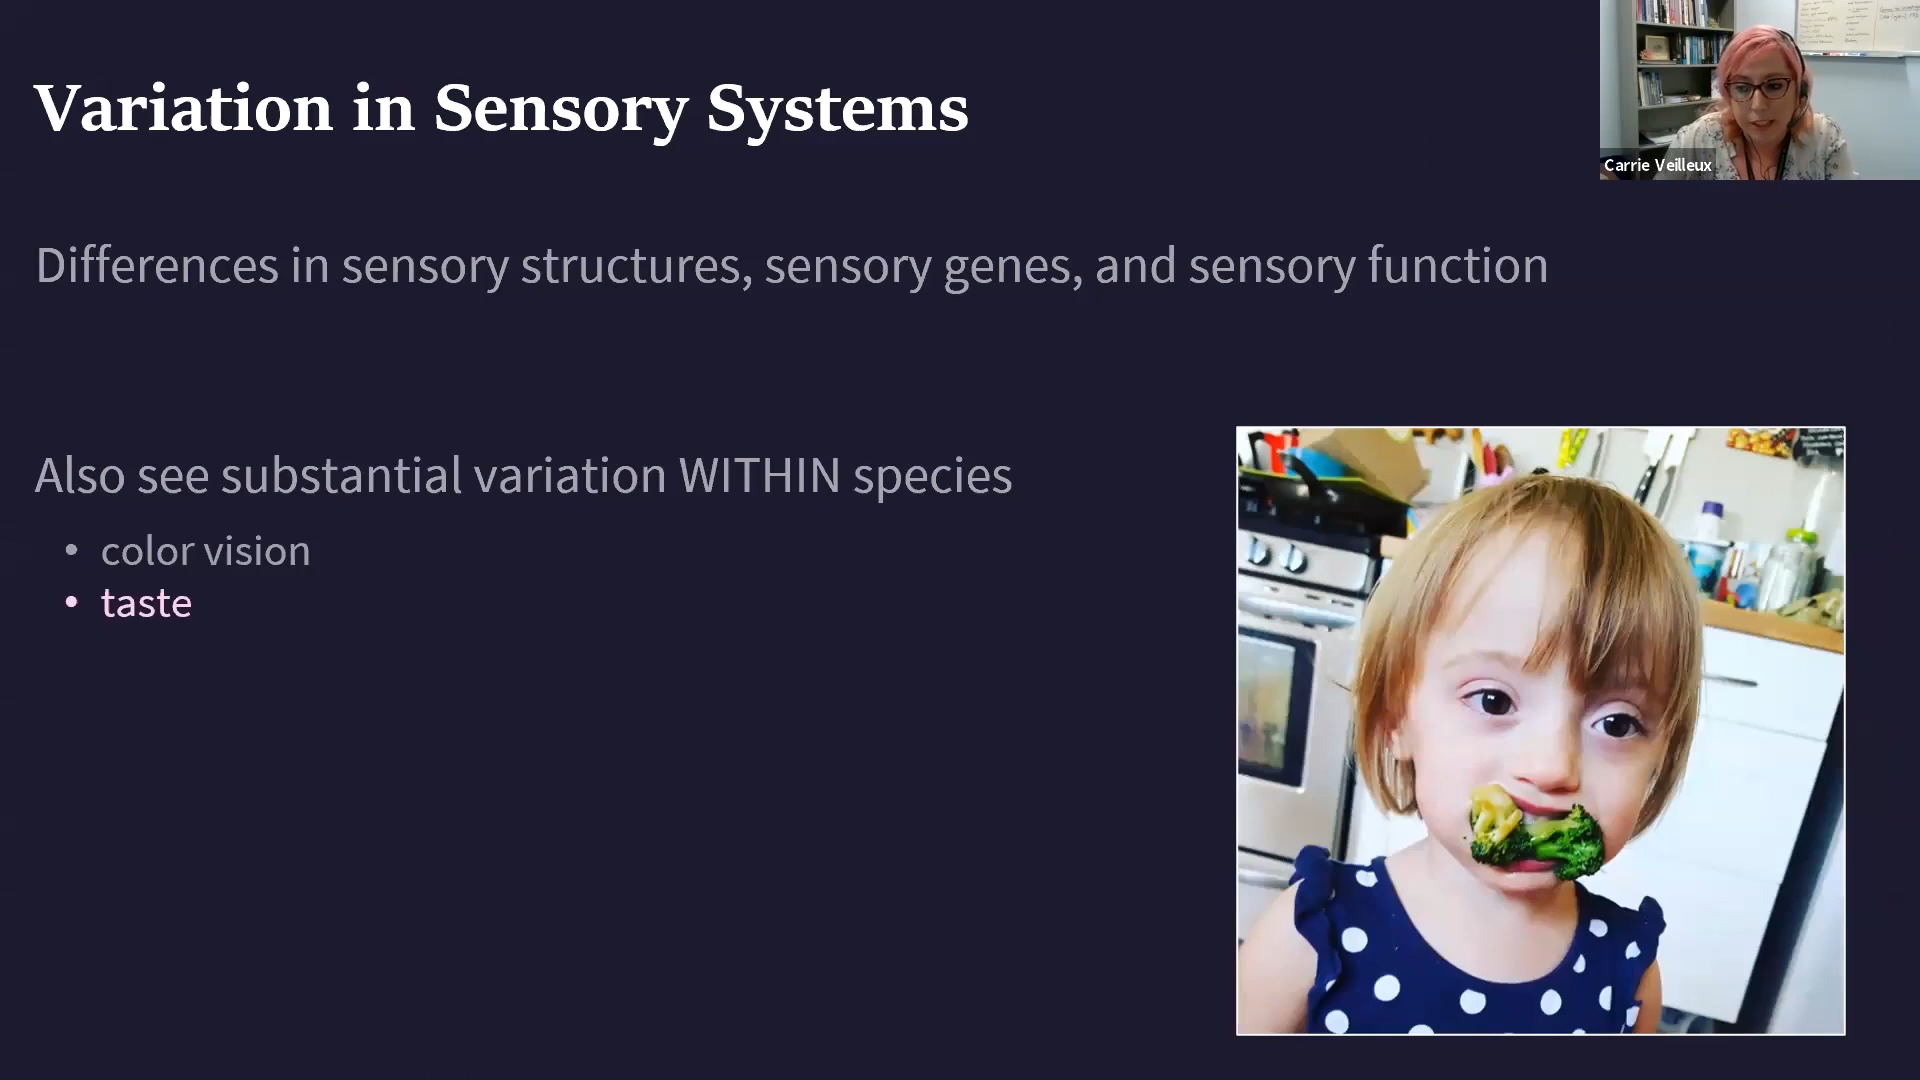 Variation in Sensory Systems
Carrie Veilleux
Differences in sensory structures, sensory genes, and sensory function
Also see substantial variation WITHIN species
• color vision
• taste